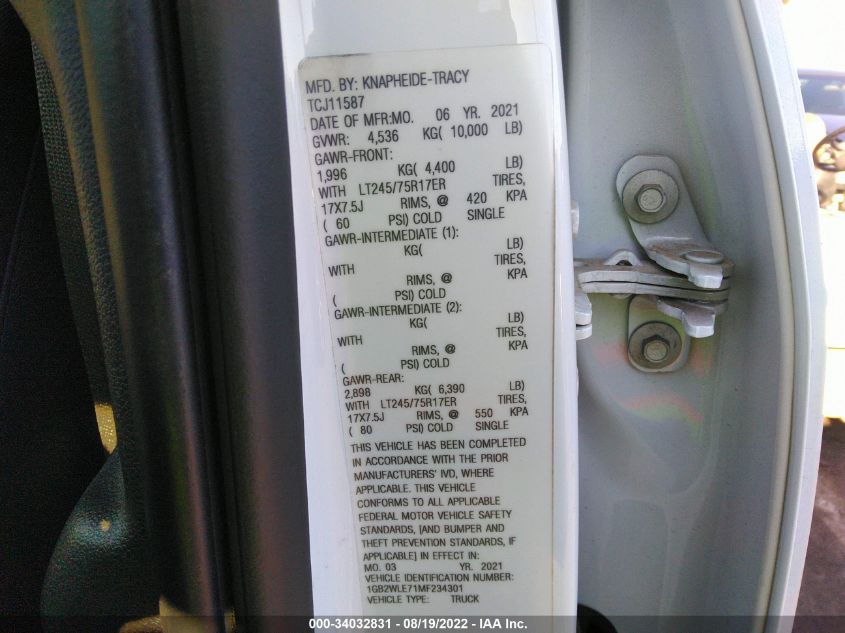 MFD. BY: KNAPHEIDE-TRACY
TCJ11587
DATE OF MFR:MO. 06 YR. 2021
GVWR: 4,536 KG( 10,000 LB)
GAWR-FRONT:
1,996 KG( 4,400 LB)
WITH LT245/75R17ER TIRES,
17X7.5J RIMS, @ 420 KPA
( 60 PSI) COLD SINGLE
GAWR-INTERMEDIATE (1):
KG( LB)
WITH TIRES,
RIMS, @ KPA
( PSI) COLD
GAWR-INTERMEDIATE (2):
KG( LB)
WITH TIRES,
RIMS, @ KPA
( PSI) COLD
GAWR-REAR:
2,898 KG( 6,390 LB)
WITH LT245/75R17ER TIRES,
17X7.5J RIMS, @ 550 KPA
( 80 PSI) COLD SINGLE
THIS VEHICLE HAS BEEN COMPLETED
IN ACCORDANCE WITH THE PRIOR
MANUFACTURERS' IVD, WHERE
APPLICABLE. THIS VEHICLE
CONFORMS TO ALL APPLICABLE
FEDERAL MOTOR VEHICLE SAFETY
STANDARDS, [AND BUMPER AND
THEFT PREVENTION STANDARDS, IF
APPLICABLE] IN EFFECT IN:
MO. 03 YR. 2021
VEHICLE IDENTIFICATION NUMBER:
1GB2WLE71MF234301
VEHICLE TYPE: TRUCK
000-34032831 - 08/19/2022 - IAA Inc.